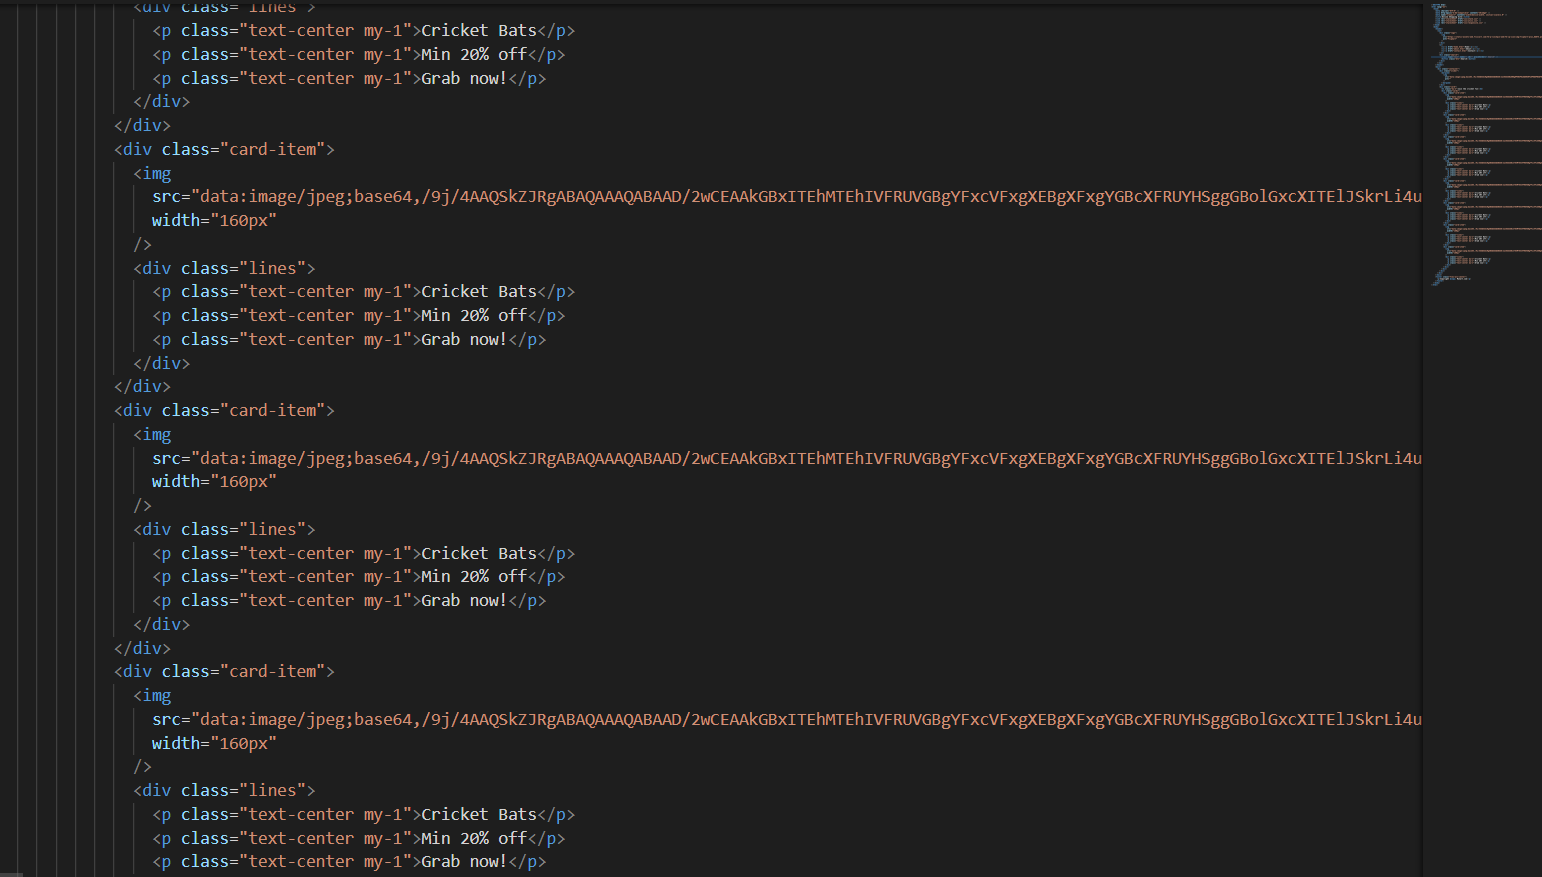 <div class="lines">
<p class="text-center my-1">Cricket Bats</p>
<p class="text-center my-1">Min 20% off</p>
<p class="text-center my-1">Grab now!</p>
</div>
</div>
<div class="card-item">
<img
src="data:image/jpeg;base64,/9j/4AAQSkZJRgABAQAAAQABAAD/2wCEAAkGBxITEhMTEhIVFRUVGBgYFxcVFxgXEBgXFxgYGBcXFRUYHSggGBolGxcXITElJSkrLi4u
width="160px"
/>
<div class="lines">
<p class="text-center my-1">Cricket Bats</p>
<p class="text-center my-1">Min 20% off</p>
<p class="text-center my-1">Grab now!</p>
</div>
</div>
<div class="card-item">
<img
src="data:image/jpeg;base64,/9j/4AAQSkZJRgABAQAAAQABAAD/2wCEAAkGBxITEhMTEhIVFRUVGBgYFxcVFxgXEBgXFxgYGBcXFRUYHSggGBolGxcXITElJSkrLi4u
width="160px"
/>
<div class="lines">
<p class="text-center my-1">Cricket Bats</p>
<p class="text-center my-1">Min 20% off</p>
<p class="text-center my-1">Grab now!</p>
</div>
</div>
<div class="card-item">
<img
src="data:image/jpeg;base64,/9j/4AAQSkZJRgABAQAAAQABAAD/2wCEAAkGBxITEhMTEhIVFRUVGBgYFxcVFxgXEBgXFxgYGBcXFRUYHSggGBolGxcXITElJSkrLi4u
width="160px"
/>
<div class="lines">
<p class="text-center my-1">Cricket Bats</p>
<p class="text-center my-1">Min 20% off</p>
<p class="text-center my-1">Grab now!</p>